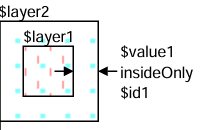 $layer2
$layer1
$value1
insideOnly
$id1